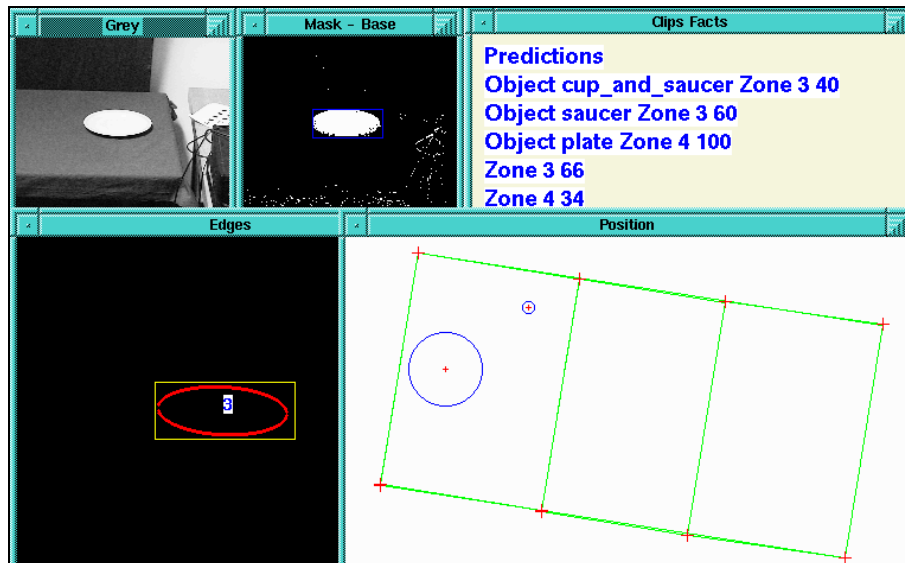 Grey
Mask - Base
Clips Facts
Predictions
Object cup_and_saucer Zone 3 40
Object saucer Zone 3 60
Object plate Zone 4 100
Zone 3 66
Zone 4 34
Edges
Position
3